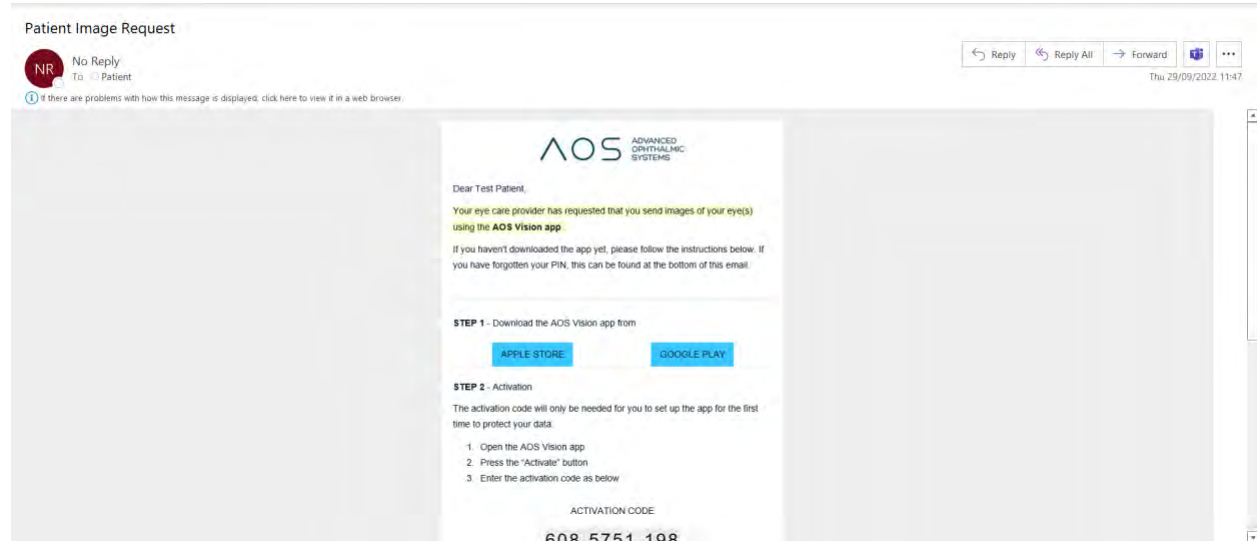 Patient Image Request
NR
No Reply
To Patient
Reply
Reply All
Forward
Thu 29/09/2022 11:47
If there are problems with how this message is displayed, click here to view it in a web browser.
AOS ADVANCED
OPHTHALMIC
SYSTEMS
Dear Test Patient,
Your eye care provider has requested that you send images of your eye(s)
using the AOS Vision app.
If you haven't downloaded the app yet, please follow the instructions below. If
you have forgotten your PIN, this can be found at the bottom of this email.
STEP 1 - Download the AOS Vision app from
APPLE STORE
GOOGLE PLAY
STEP 2 - Activation
The activation code will only be needed for you to set up the app for the first
time to protect your data.
1. Open the AOS Vision app
2. Press the "Activate" button
3. Enter the activation code as below
ACTIVATION CODE
608-5751-198